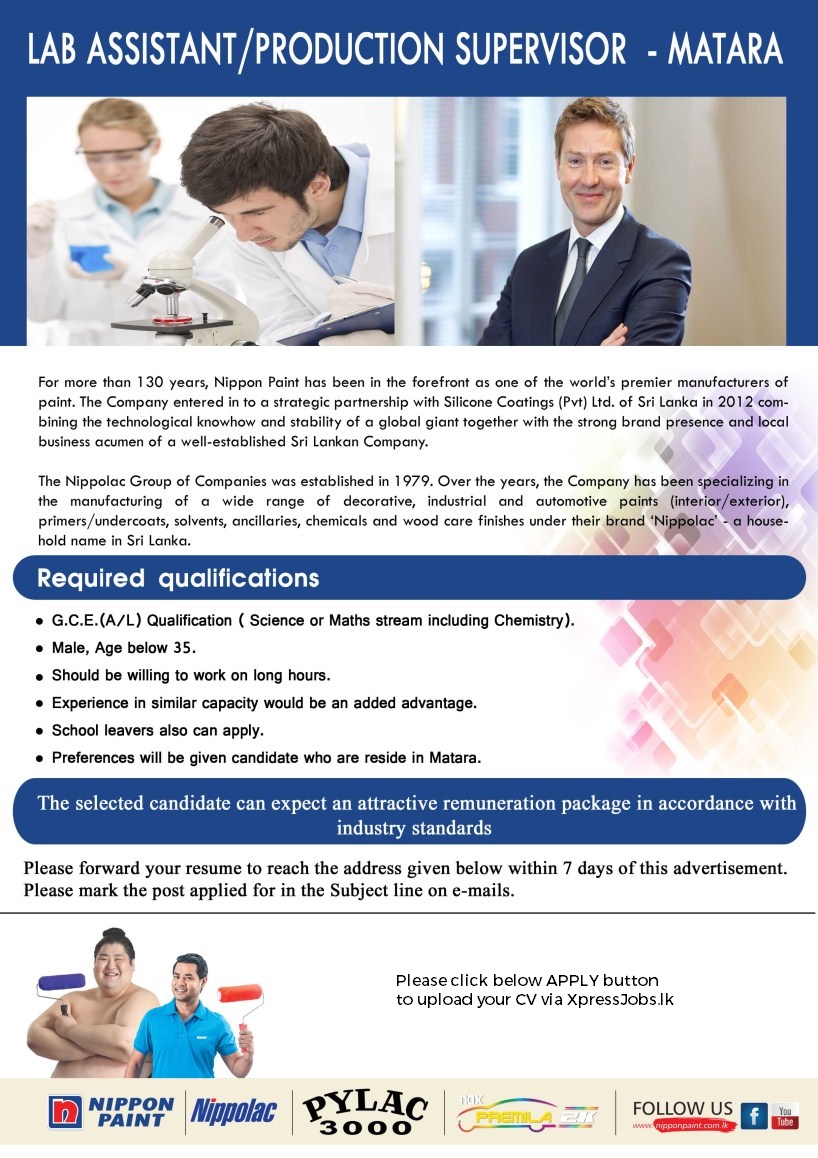 LAB ASSISTANT/PRODUCTION SUPERVISOR - MATARA
For more than 130 years, Nippon Paint has been in the forefront as one of the world's premier manufacturers of
paint. The Company entered in to a strategic partnership with Silicone Coatings (Pvt) Ltd. of Sri Lanka in 2012 com-
bining the technological knowhow and stability of a global giant together with the strong brand presence and local
business acumen of a well-established Sri Lankan Company.
The Nippolac Group of Companies was established in 1979. Over the years, the Company has been specializing in
the manufacturing of a wide range of decorative, industrial and automotive paints (interior/exterior),
primers/undercoats, solvents, ancillaries, chemicals and wood care finishes under their brand 'Nippolac' - a house-
hold name in Sri Lanka.
Required qualifications
• G.C.E.(A/L) Qualification ( Science or Maths stream including Chemistry).
• Male, Age below 35.
• Should be willing to work on long hours.
• Experience in similar capacity would be an added advantage.
• School leavers also can apply.
• Preferences will be given candidate who are reside in Matara.
The selected candidate can expect an attractive remuneration package in accordance with
industry standards
Please forward your resume to reach the address given below within 7 days of this advertisement.
Please mark the post applied for in the Subject line on e-mails.
Please click below APPLY button
to upload your CV via XpressJobs.lk
n NIPPON
PAINT
Nippolac
PYLAC
3000
nax
PREMILA 2K
FOLLOW US
www.nipponpaint.com.lk
f
You
Tube